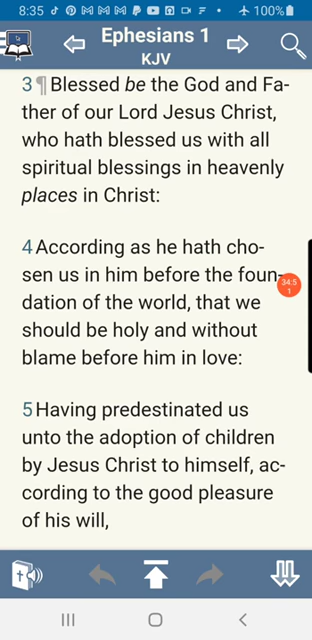 8:35 100%
Ephesians 1
KJV
3 ¶ Blessed be the God and Fa-
ther of our Lord Jesus Christ,
who hath blessed us with all
spiritual blessings in heavenly
places in Christ:
4 According as he hath cho-
sen us in him before the foun-
dation of the world, that we
should be holy and without
blame before him in love:
34:5
1
5 Having predestinated us
unto the adoption of children
by Jesus Christ to himself, ac-
cording to the good pleasure
of his will,